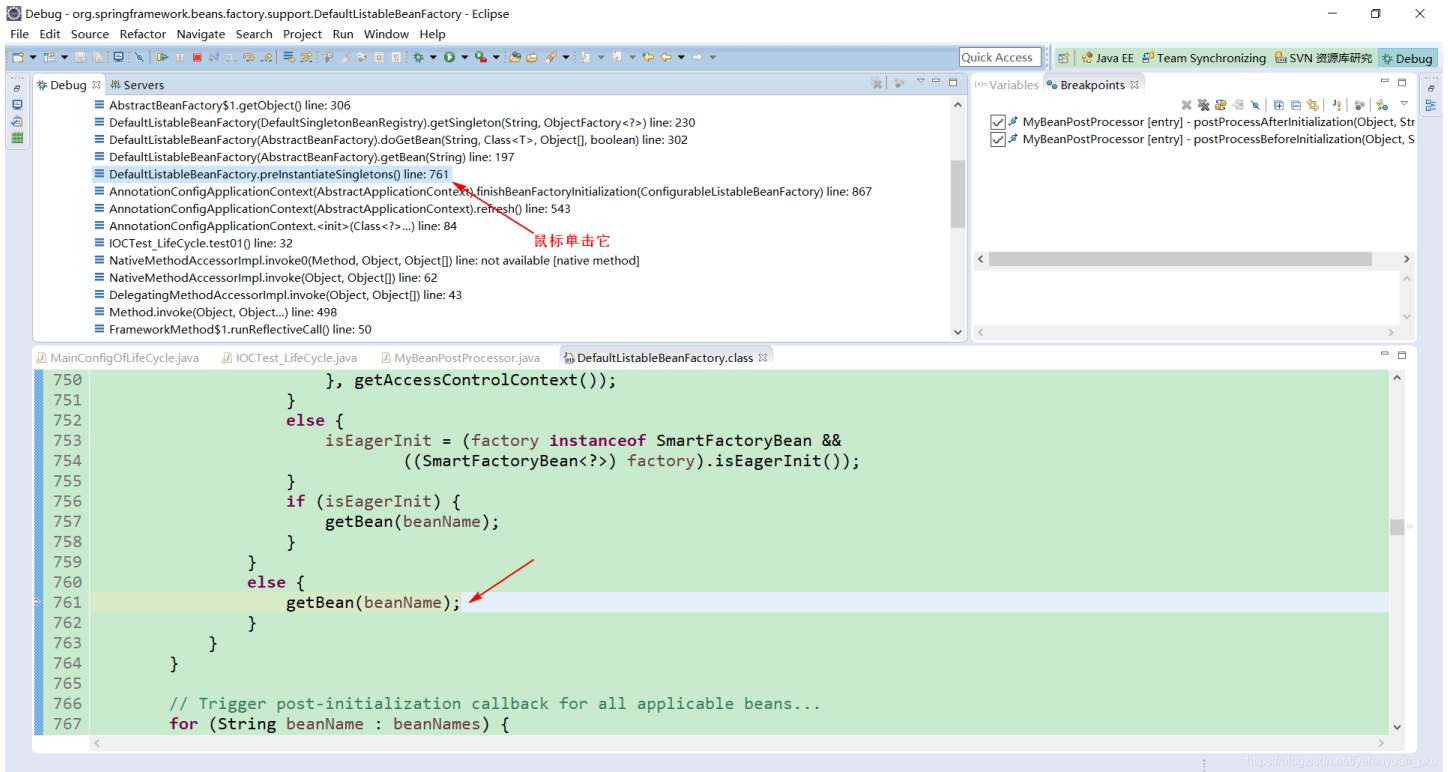 Debug - org.springframework.beans.factory.support.DefaultListableBeanFactory - Eclipse
File Edit Source Refactor Navigate Search Project Run Window Help
Quick Access Java EE Team Synchronizing SVN 资源库研究 Debug
Debug Servers
AbstractBeanFactory$1.getObject() line: 306
DefaultListableBeanFactory(DefaultSingletonBeanRegistry).getSingleton(String, ObjectFactory<?>) line: 230
DefaultListableBeanFactory(AbstractBeanFactory).doGetBean(String, Class<T>, Object[], boolean) line: 302
DefaultListableBeanFactory(AbstractBeanFactory).getBean(String) line: 197
DefaultListableBeanFactory.preInstantiateSingletons() line: 761
AnnotationConfigApplicationContext(AbstractApplicationContext).finishBeanFactoryInitialization(ConfigurableListableBeanFactory) line: 867
AnnotationConfigApplicationContext(AbstractApplicationContext).refresh() line: 543
AnnotationConfigApplicationContext.<init>(Class<?>...) line: 84
鼠标单击它
IOCTest_LifeCycle.test01() line: 32
NativeMethodAccessorImpl.invoke0(Method, Object, Object[]) line: not available [native method]
NativeMethodAccessorImpl.invoke(Object, Object[]) line: 62
DelegatingMethodAccessorImpl.invoke(Object, Object[]) line: 43
Method.invoke(Object, Object...) line: 498
FrameworkMethod$1.runReflectiveCall() line: 50
(x)= Variables Breakpoints
MyBeanPostProcessor [entry] - postProcessAfterInitialization(Object, Str
MyBeanPostProcessor [entry] - postProcessBeforeInitialization(Object, S
MainConfigOfLifeCycle.java IOCTest_LifeCycle.java MyBeanPostProcessor.java DefaultListableBeanFactory.class
750 }, getAccessControlContext());
751 }
752 else {
753 isEagerInit = (factory instanceof SmartFactoryBean &&
754 ((SmartFactoryBean<?>) factory).isEagerInit());
755 }
756 if (isEagerInit) {
757 getBean(beanName);
758 }
759 }
760 else {
761 getBean(beanName);
762 }
763 }
764 }
765
766 // Trigger post-initialization callback for all applicable beans...
767 for (String beanName : beanNames) {
https://blog.csdn.net/yerenyuan_pku